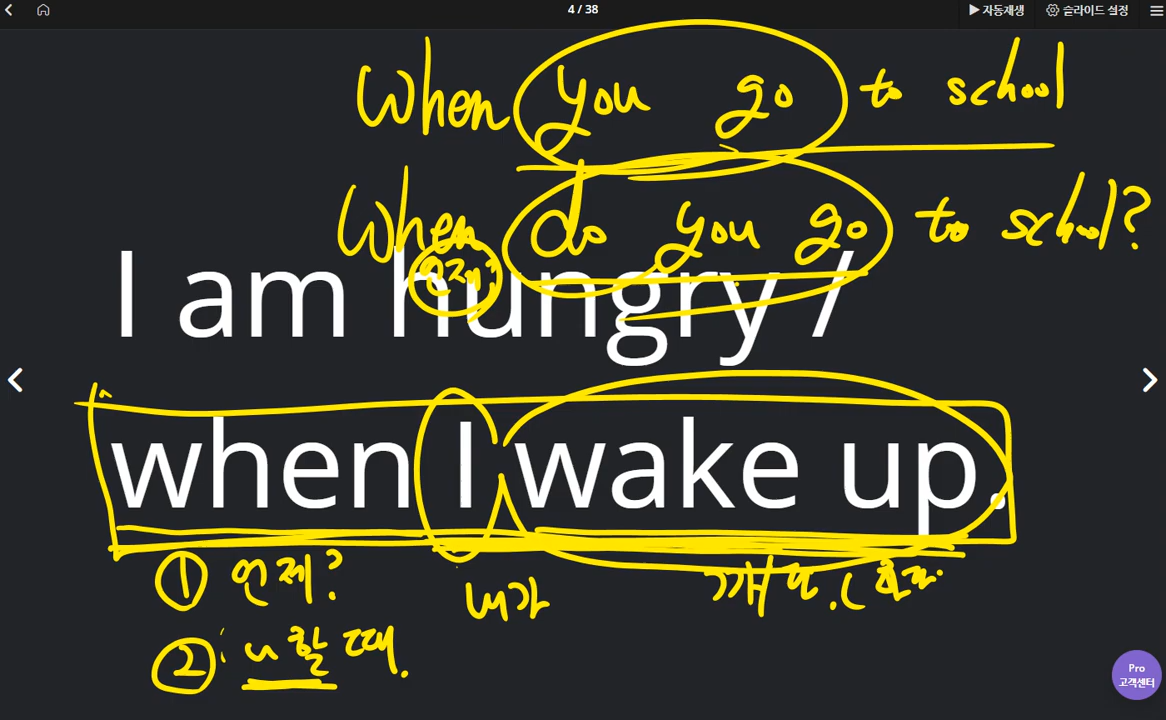 4 / 38
자동재생
슬라이드 설정
When you go to school
When do you go to school?
언제?
I am hungry /
when I wake up.
① 언제?
내가
② ~할 때.
Pro
고객센터